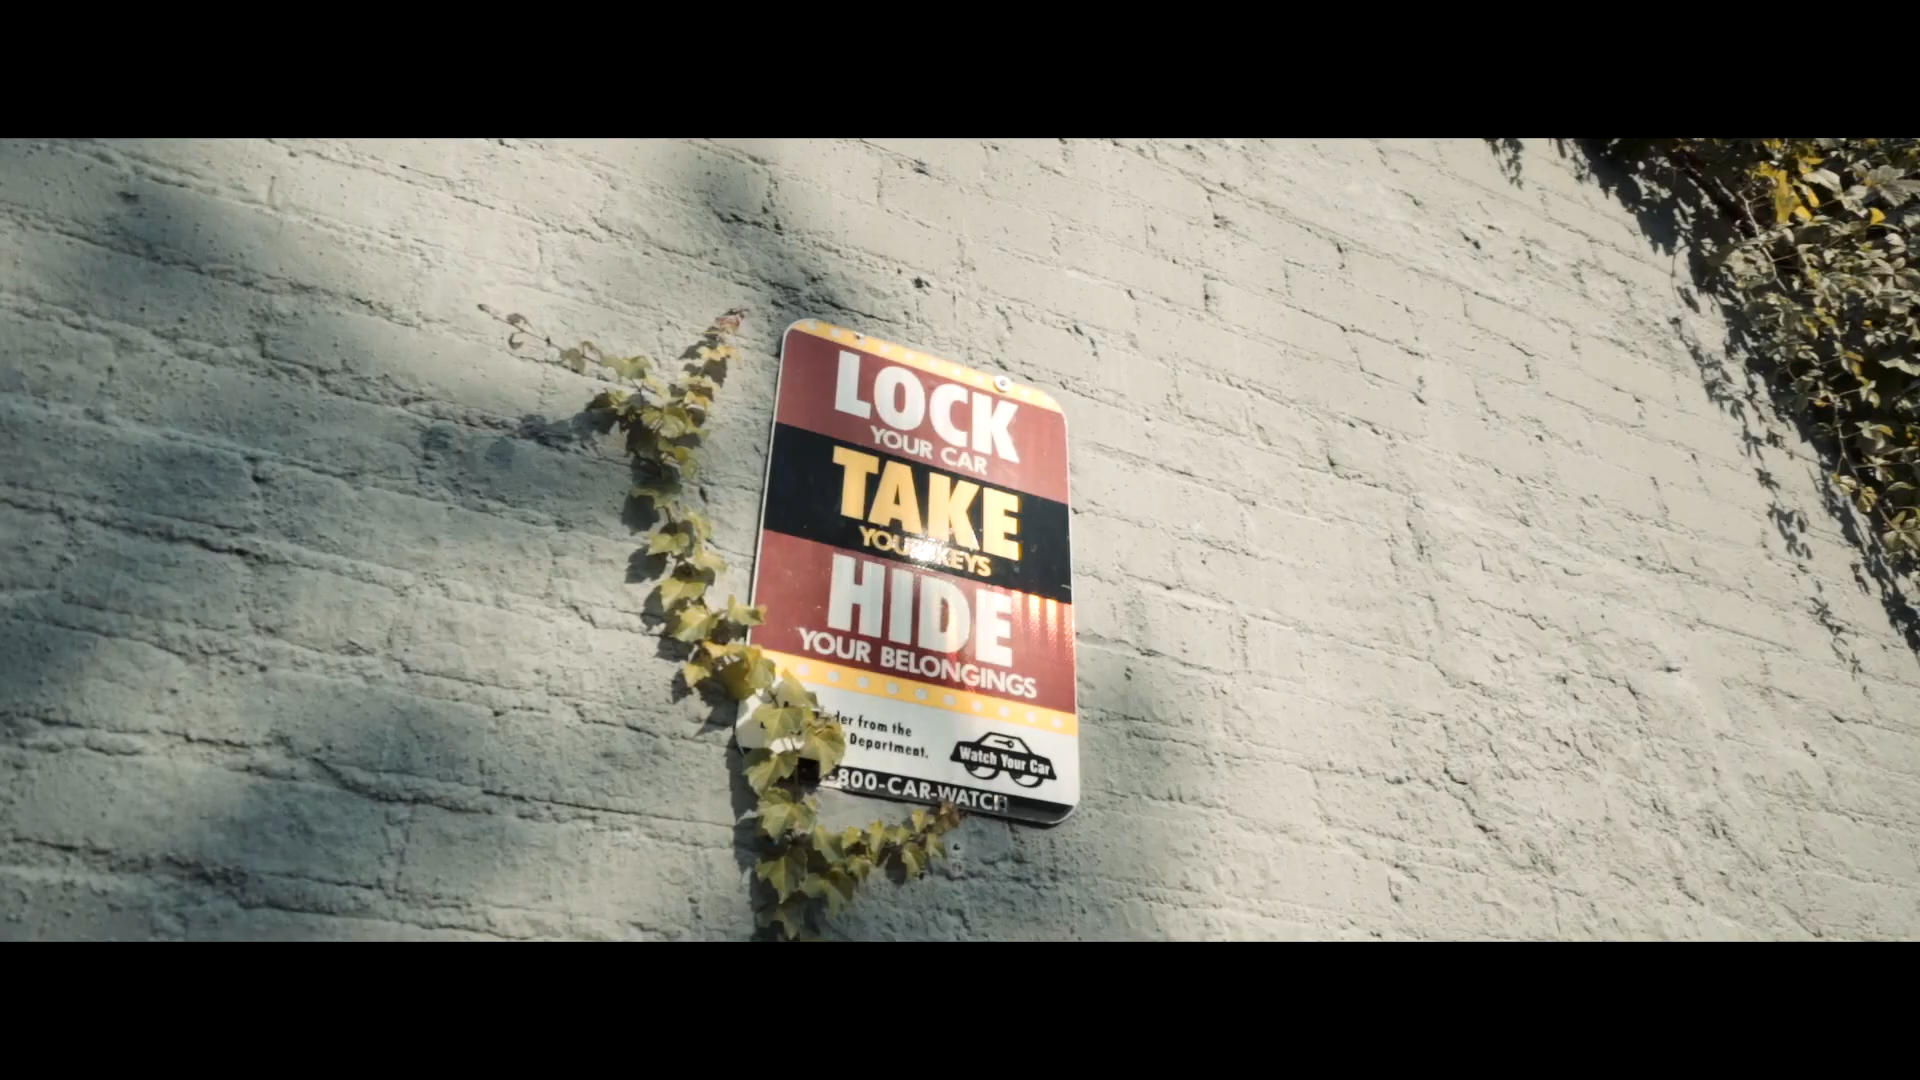 LOCK
YOUR CAR
TAKE
YOUR KEYS
HIDE
YOUR BELONGINGS
from the
Department.
Watch Your Car
-800-CAR-WATCH